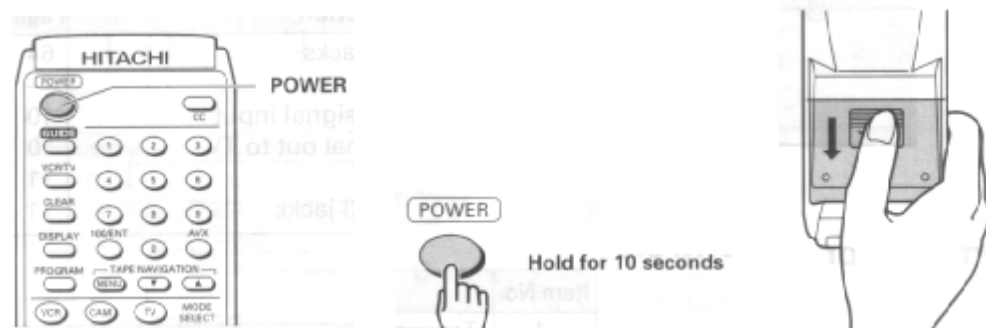 HITACHI
POWER
POWER
CC
GUIDE
1 2 3
VCR/TV
4 5 6
CLEAR
7 8 9
DISPLAY 100/ENT 0 AVX
PROGRAM TAPE NAVIGATION
MENU
VCR CAM TV MODE
SELECT
POWER
Hold for 10 seconds